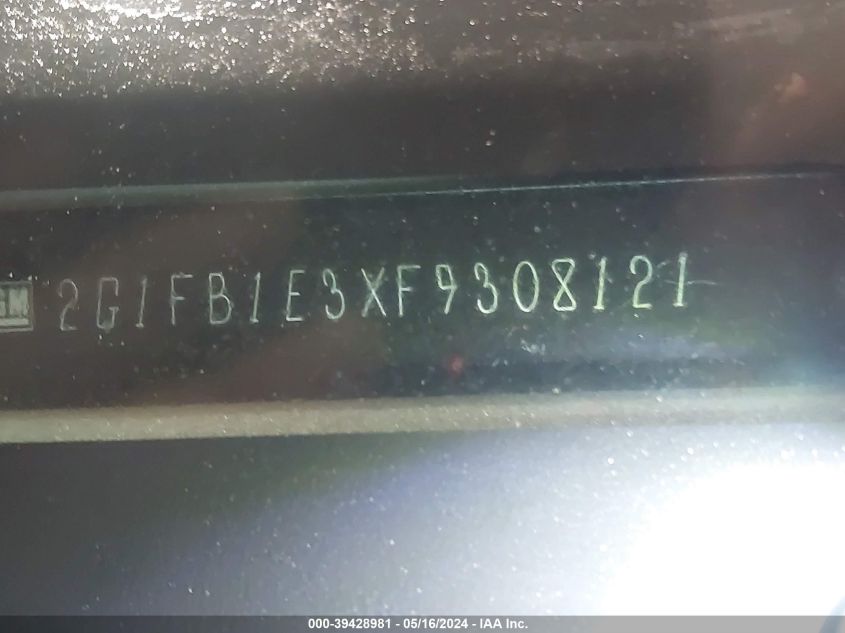 GM 2G1FB1E3XF9308121
000-39428981 - 05/16/2024 - IAA Inc.